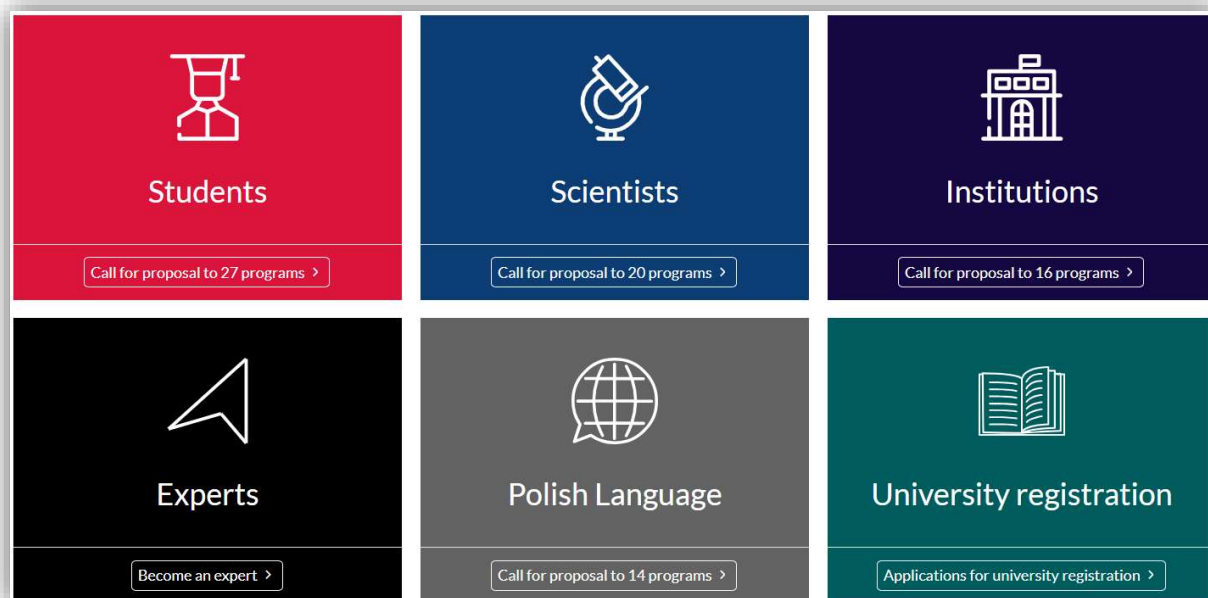 Students
Call for proposal to 27 programs >
Scientists
Call for proposal to 20 programs >
Institutions
Call for proposal to 16 programs >
Experts
Become an expert >
Polish Language
Call for proposal to 14 programs >
University registration
Applications for university registration >